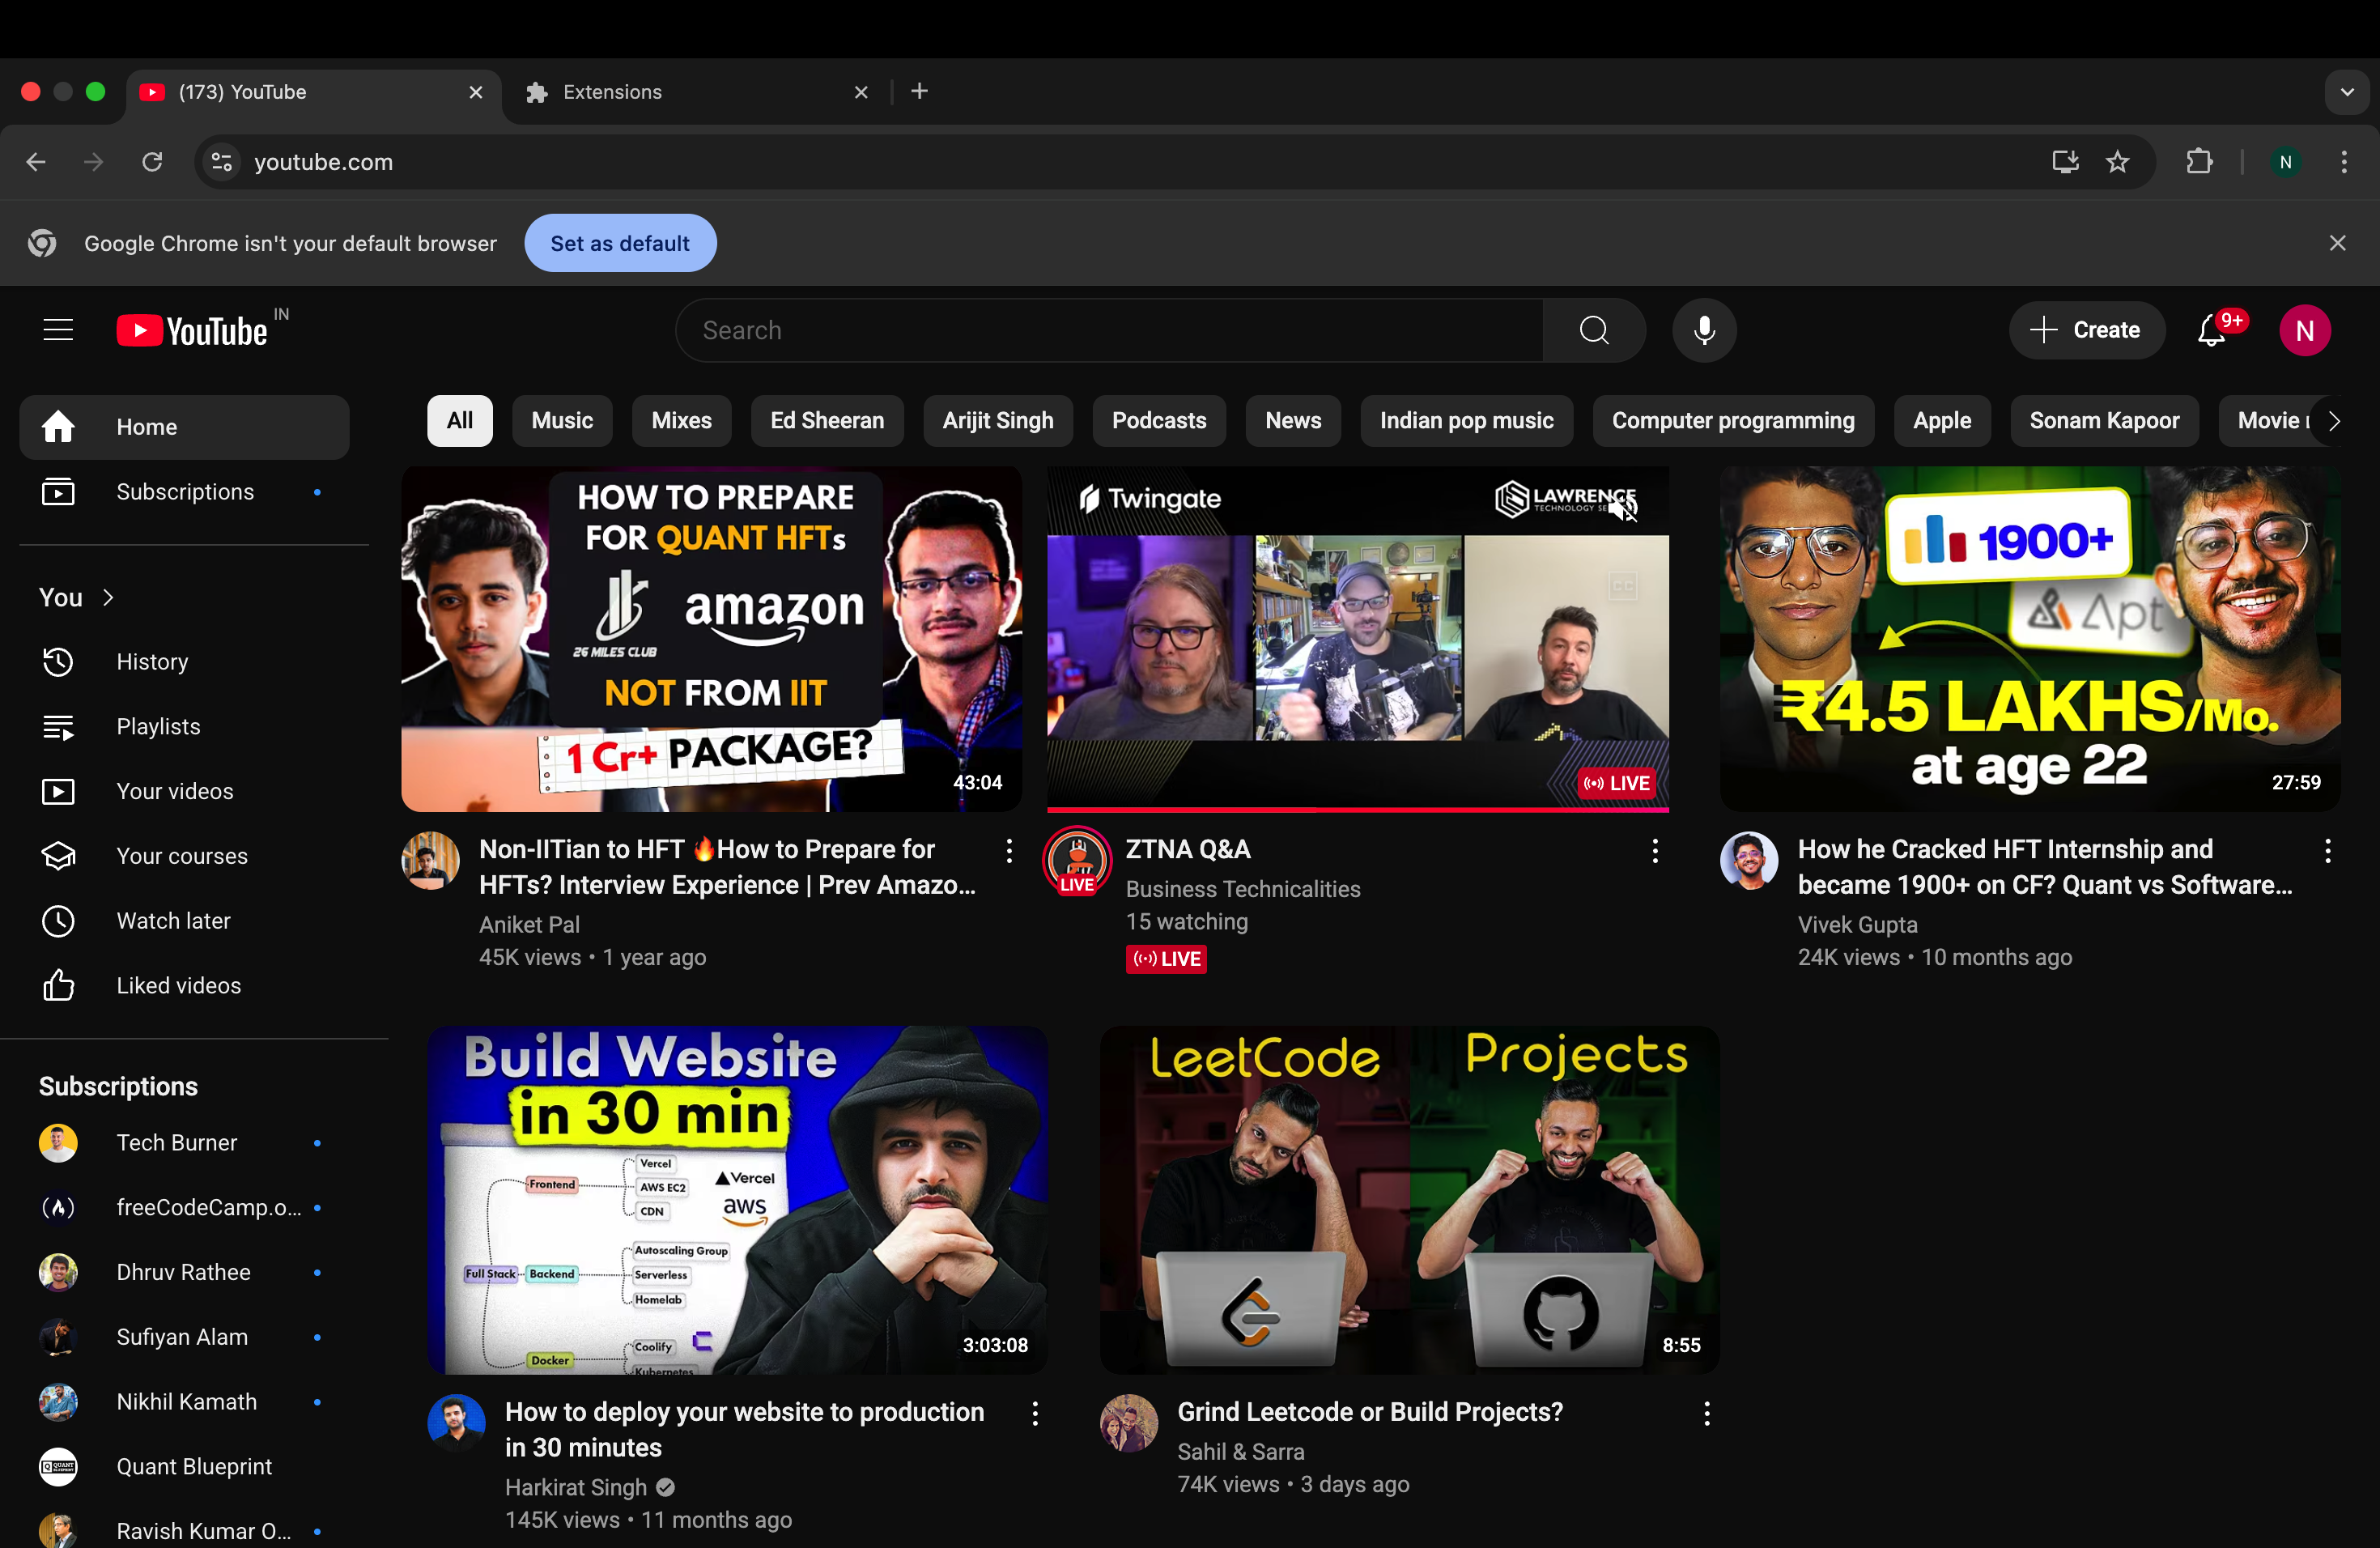 (173) YouTube
Extensions
youtube.com
N
Google Chrome isn't your default browser
Set as default
YouTube IN
Search
Create
9+
N
Home
Subscriptions
You
History
Playlists
Your videos
Your courses
Watch later
Liked videos
Subscriptions
Tech Burner
freeCodeCamp.o...
Dhruv Rathee
Sufiyan Alam
Nikhil Kamath
QUANT
Quant Blueprint
Ravish Kumar O...
All
Music
Mixes
Ed Sheeran
Arijit Singh
Podcasts
News
Indian pop music
Computer programming
Apple
Sonam Kapoor
Movie
HOW TO PREPARE
FOR QUANT HFTs
26 MILES CLUB
amazon
NOT FROM IIT
1 Cr+ PACKAGE?
43:04
Non-IITian to HFT 🔥How to Prepare for
HFTs? Interview Experience | Prev Amazo...
Aniket Pal
45K views • 1 year ago
Twingate
LAWRENCE
TECHNOLOGY
CC
LIVE
LIVE
ZTNA Q&A
Business Technicalities
15 watching
LIVE
1900+
Apt
₹4.5 LAKHS/Mo.
at age 22
27:59
How he Cracked HFT Internship and
became 1900+ on CF? Quant vs Software...
Vivek Gupta
24K views • 10 months ago
Build Website
in 30 min
Frontend
Vercel
AWS EC2
CDN
Vercel
aws
Full Stack
Backend
Autoscaling Group
Serverless
Homelab
Docker
Coolify
Kubernetes
3:03:08
How to deploy your website to production
in 30 minutes
Harkirat Singh
145K views • 11 months ago
LeetCode
Projects
8:55
Grind Leetcode or Build Projects?
Sahil & Sarra
74K views • 3 days ago